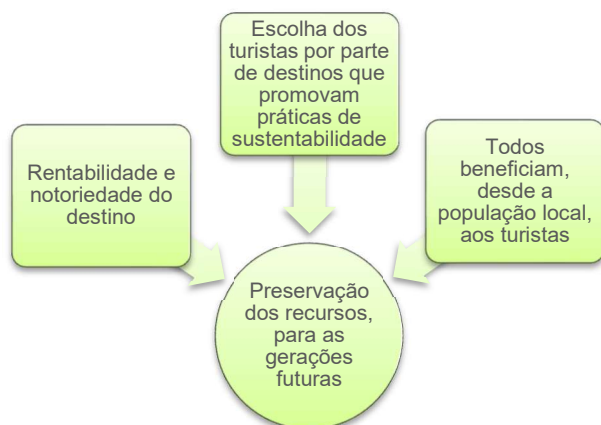 Escolha dos
turistas por parte
de destinos que
promovam
práticas de
sustentabilidade
Rentabilidade e
notoriedade do
destino
Todos
beneficiam,
desde a
população local,
aos turistas
Preservação
dos recursos,
para as
gerações
futuras